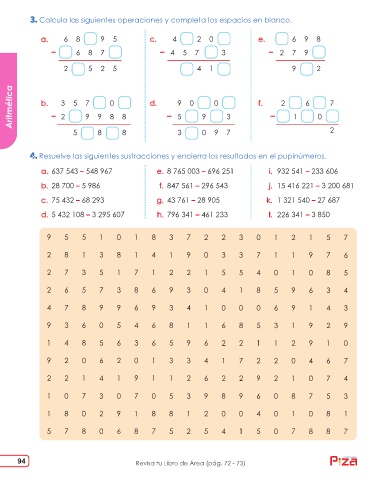 3. Calcula las siguientes operaciones y completa los espacios en blanco.
a. 6 8 9 5
– 6 8 7
2 5 2 5
c. 4 2 0
– 4 5 7 3
4 1
e. 6 9 8
– 2 7 9
9 2
b. 3 5 7 0
– 2 9 9 8 8
5 8 8
d. 9 0 0
– 5 9 3
3 0 9 7
f. 2 6 7
– 1 0
2
Aritmética
4. Resuelve las siguientes sustracciones y encierra los resultados en el pupinúmeros.
a. 637 543 – 548 967
e. 8 765 003 – 696 251
i. 932 541 – 233 606
b. 28 700 – 5 986
f. 847 561 – 296 543
j. 15 416 221 – 3 200 681
c. 75 432 – 68 293
g. 43 761 – 28 905
k. 1 321 540 – 27 687
d. 5 432 108 – 3 295 607
h. 796 341 – 461 233
l. 226 341 – 3 850
9 5 5 1 0 1 8 3 7 2 2 3 0 1 2 1 5 7
2 8 1 3 8 1 4 1 9 0 3 3 7 1 1 9 7 6
2 7 3 5 1 7 1 2 2 1 5 5 4 0 1 0 8 5
2 6 5 7 3 8 6 9 3 0 4 1 8 5 9 6 3 4
4 7 8 9 9 6 9 3 4 1 0 0 0 6 9 1 4 3
9 3 6 0 5 4 6 8 1 1 6 8 5 3 1 9 2 9
1 4 8 5 6 3 6 5 9 6 2 2 1 1 2 9 1 0
9 2 0 6 2 0 1 3 3 4 1 7 2 2 0 4 6 7
2 2 1 4 1 9 1 1 2 6 2 2 9 2 1 0 7 4
1 0 7 3 0 7 0 5 3 9 8 9 6 0 8 7 5 3
1 8 0 2 9 1 8 8 1 2 0 0 4 0 1 0 8 1
5 7 8 0 6 8 7 5 2 5 4 1 5 0 7 8 8 7
94
Revisa tu Libro de Área (pág. 72 - 73)
Piza